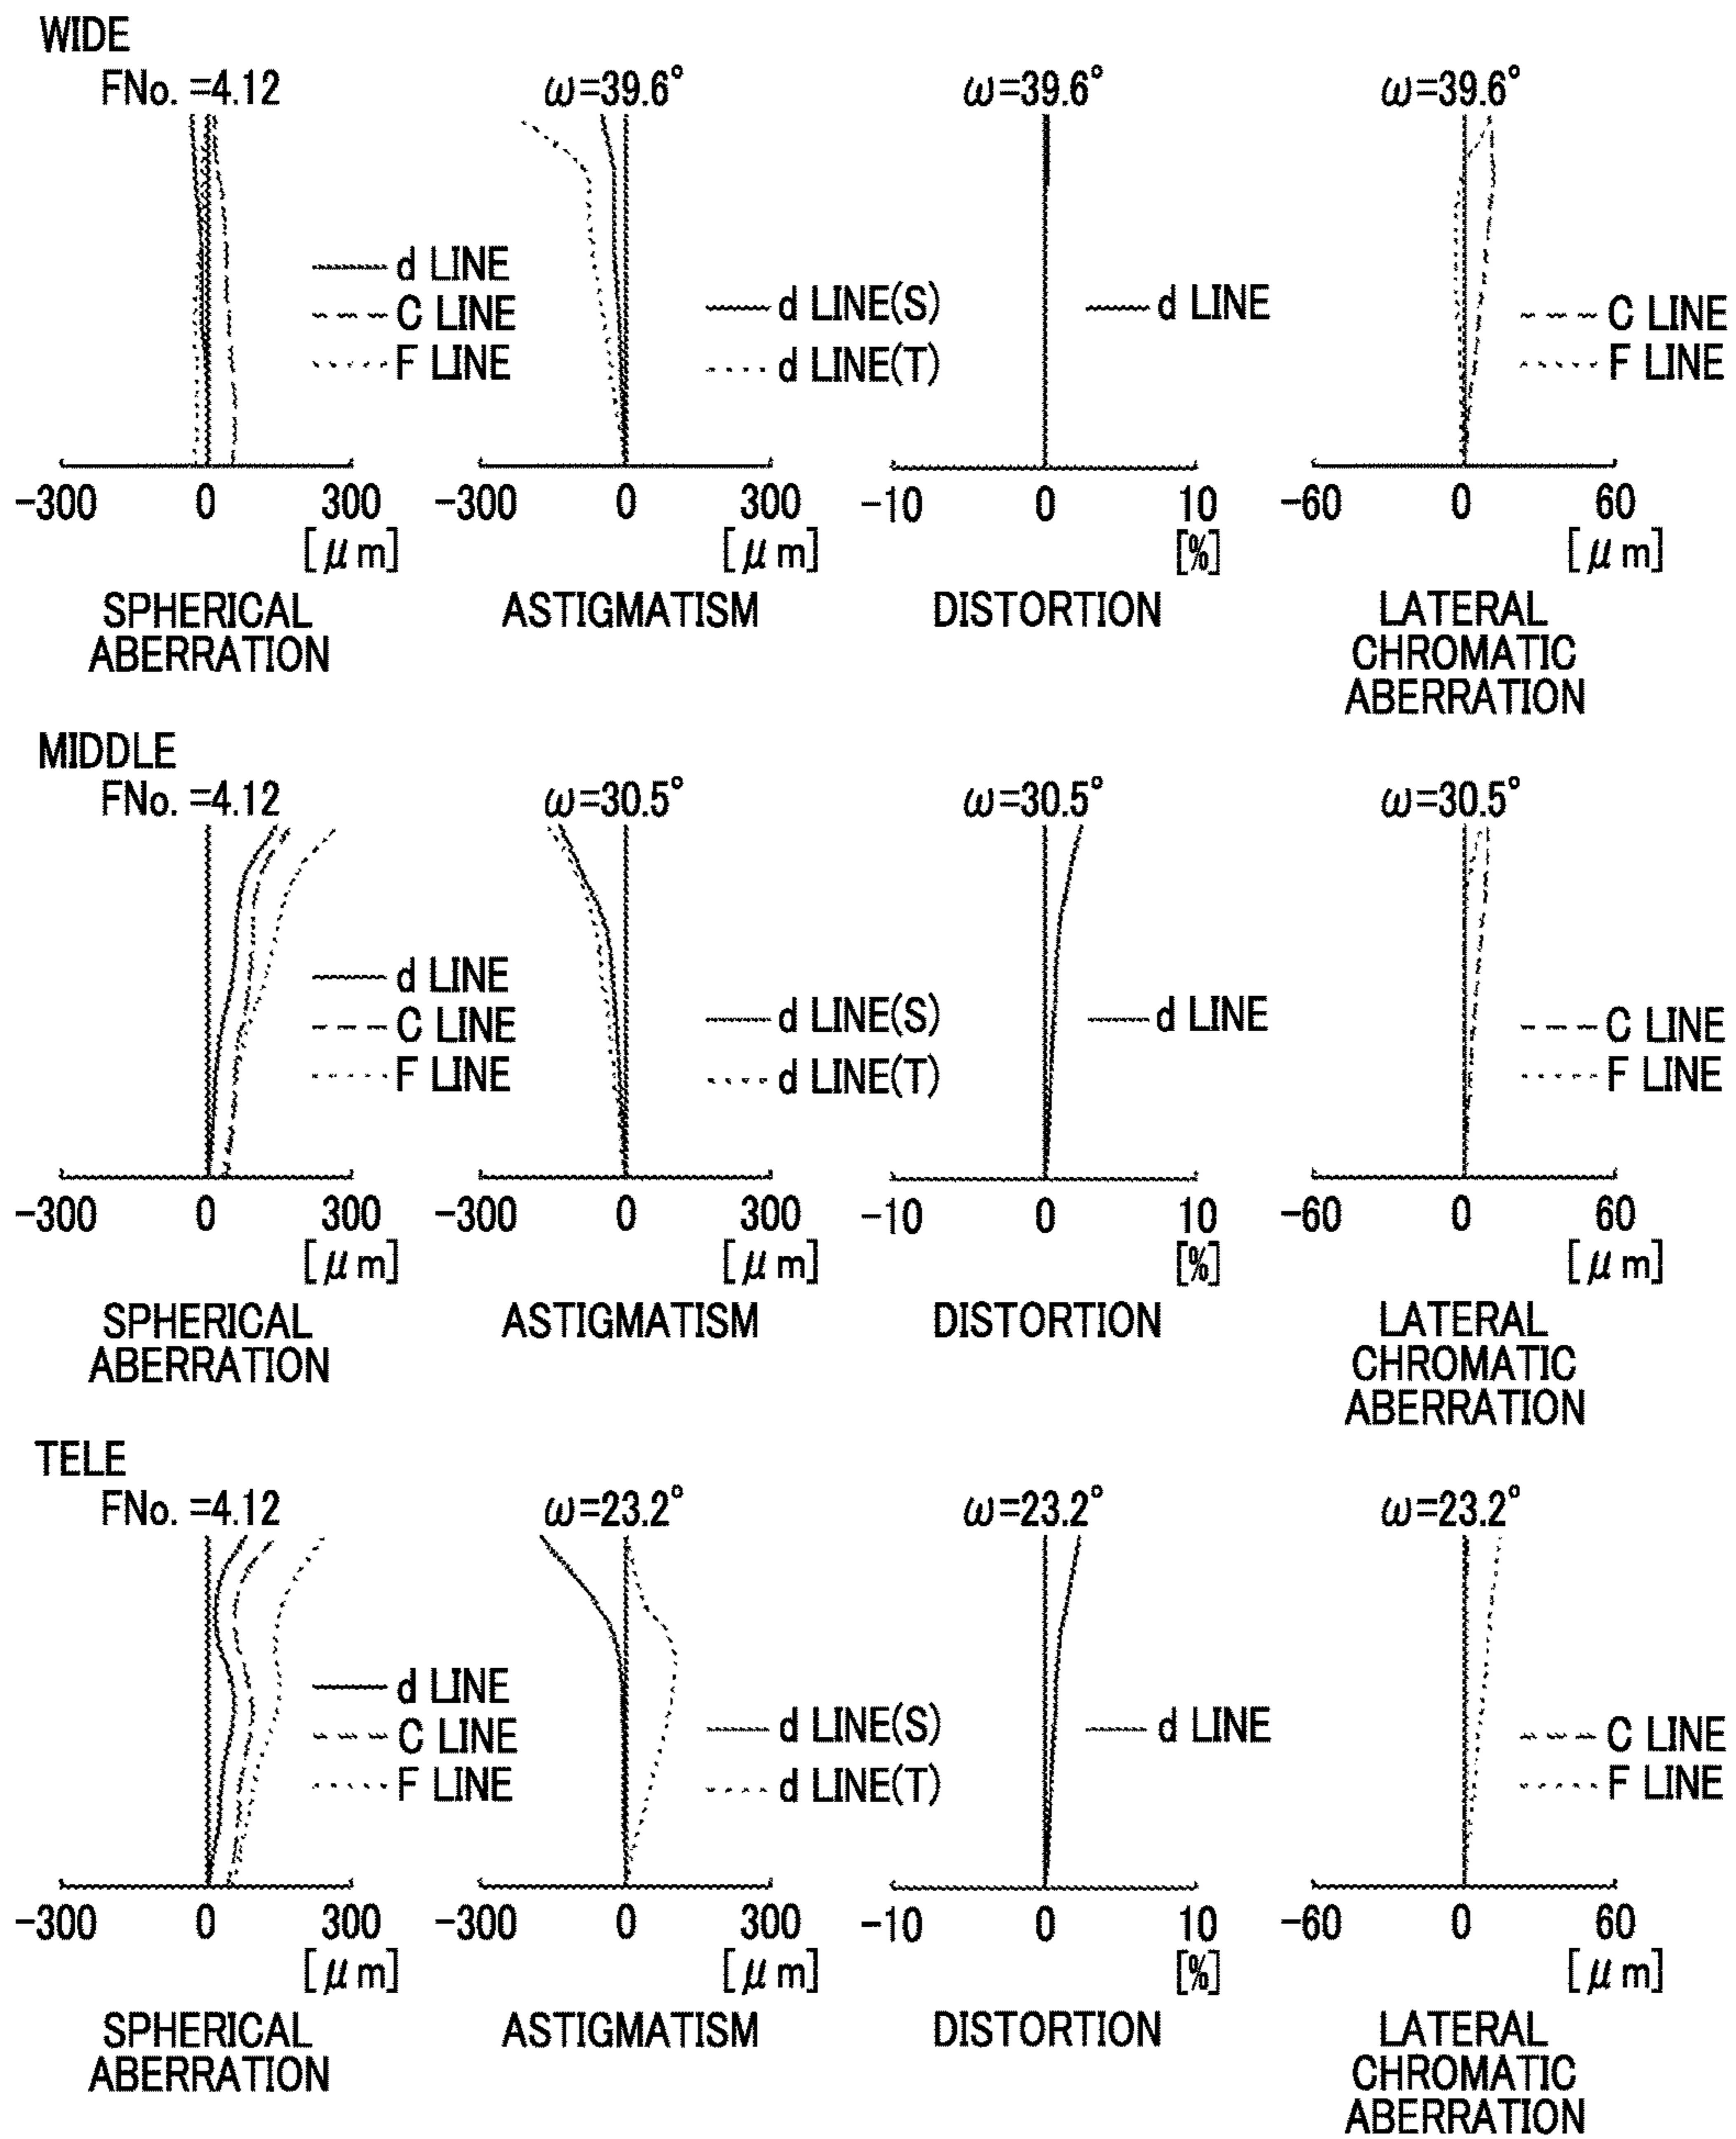 WIDE
FNo. =4.12
ω=39.6°
ω=39.6°
ω=39.6°
d LINE
C LINE
F LINE
d LINE(S)
d LINE(T)
d LINE
C LINE
F LINE
-300 0 300
[μm]
-300 0 300
[μm]
-10 0 10
[%]
-60 0 60
[μm]
SPHERICAL
ABERRATION
ASTIGMATISM
DISTORTION
LATERAL
CHROMATIC
ABERRATION
MIDDLE
FNo. =4.12
ω=30.5°
ω=30.5°
ω=30.5°
d LINE
C LINE
F LINE
d LINE(S)
d LINE(T)
d LINE
C LINE
F LINE
-300 0 300
[μm]
-300 0 300
[μm]
-10 0 10
[%]
-60 0 60
[μm]
SPHERICAL
ABERRATION
ASTIGMATISM
DISTORTION
LATERAL
CHROMATIC
ABERRATION
TELE
FNo. =4.12
ω=23.2°
ω=23.2°
ω=23.2°
d LINE
C LINE
F LINE
d LINE(S)
d LINE(T)
d LINE
C LINE
F LINE
-300 0 300
[μm]
-300 0 300
[μm]
-10 0 10
[%]
-60 0 60
[μm]
SPHERICAL
ABERRATION
ASTIGMATISM
DISTORTION
LATERAL
CHROMATIC
ABERRATION